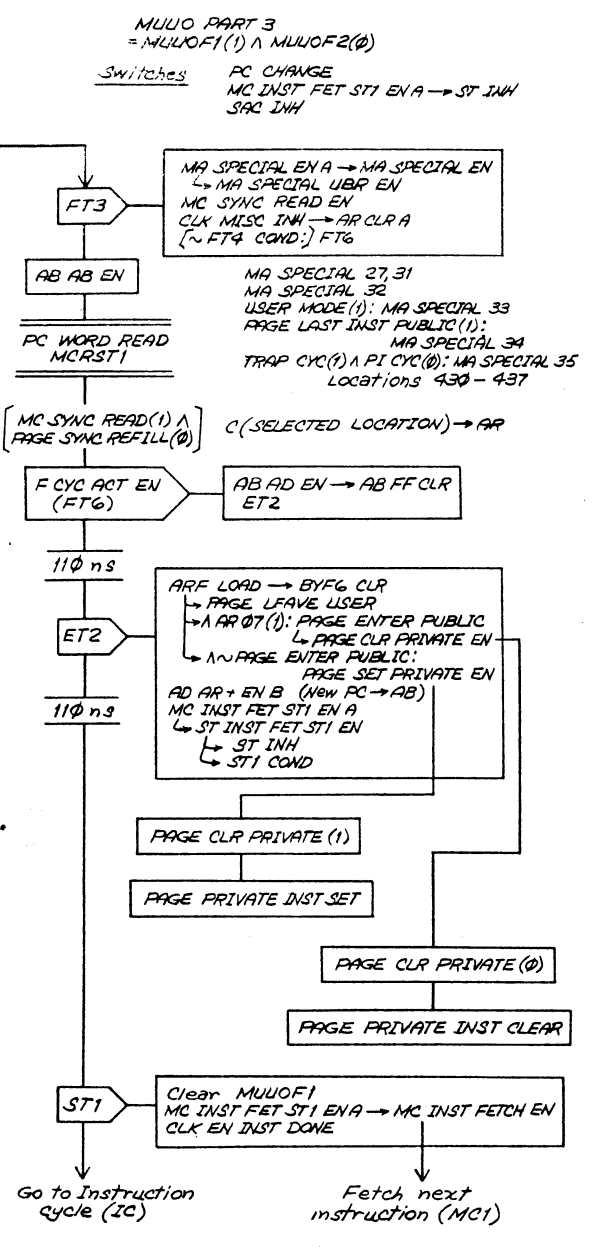 MUUO PART 3
= MUUOF1(1) ∧ MUUOF2(∅)
Switches
PC CHANGE
MC INST FET ST1 EN A → ST INH
SAC INH
FT3
MA SPECIAL EN A → MA SPECIAL EN
↳ MA SPECIAL UBR EN
MC SYNC READ EN
CLK MISC INH → AR CLR A
[~ FT4 COND:] FT6
AB AB EN
MA SPECIAL 27,31
MA SPECIAL 32
USER MODE(1): MA SPECIAL 33
PAGE LAST INST PUBLIC(1):
MA SPECIAL 34
TRAP CYC(1) ∧ PI CYC(∅): MA SPECIAL 35
Locations 43∅ - 437
PC WORD READ
MCRST1
[MC SYNC READ(1) ∧
PAGE SYNC REFILL(∅)]
C(SELECTED LOCATION) → AR
F CYC ACT EN
(FT6)
AB AD EN → AB FF CLR
ET2
11∅ ns
ET2
ARF LOAD → BYF6 CLR
↳ PAGE LEAVE USER
↳ ∧ AR ∅7(1): PAGE ENTER PUBLIC
↳ PAGE CLR PRIVATE EN
↳ ∧ ~ PAGE ENTER PUBLIC:
PAGE SET PRIVATE EN
AD AR + EN B (New PC → AB)
MC INST FET ST1 EN A
↳ ST INST FET ST1 EN
↳ ST INH
↳ ST1 COND
11∅ ns
PAGE CLR PRIVATE (1)
PAGE PRIVATE INST SET
PAGE CLR PRIVATE (∅)
PAGE PRIVATE INST CLEAR
ST1
Clear MUUOF1
MC INST FET ST1 EN A → MC INST FETCH EN
CLK EN INST DONE
Go to Instruction
cycle (IC)
Fetch next
instruction (MC1)